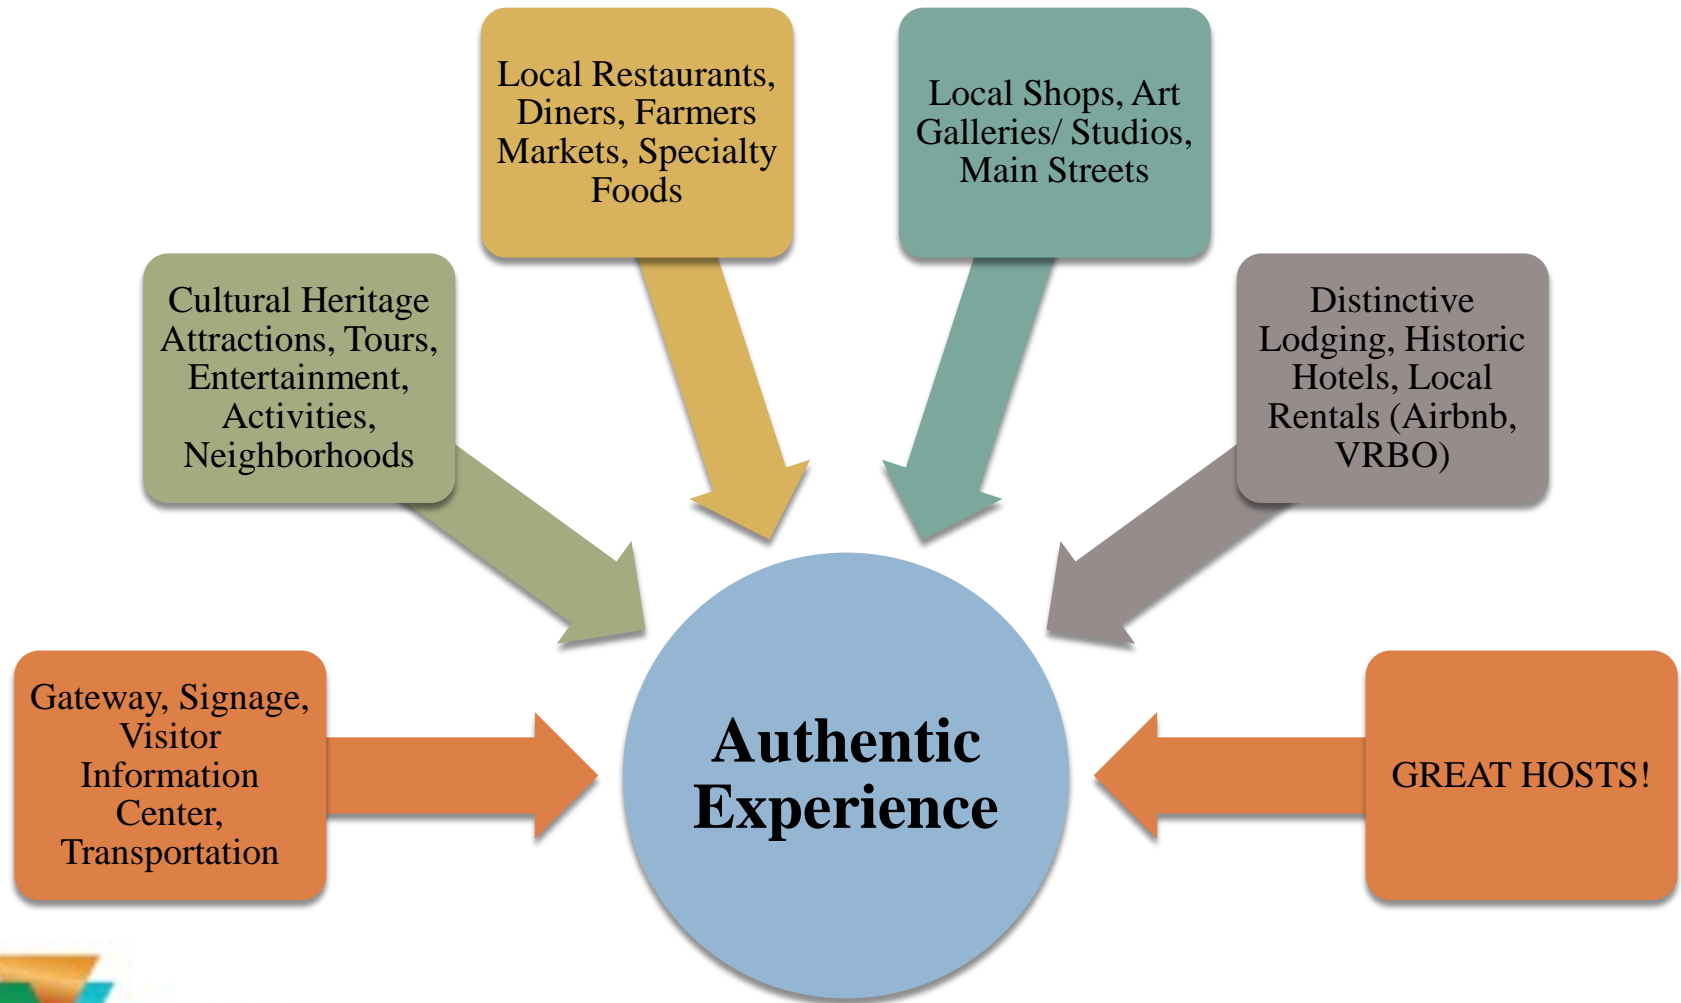 Local Restaurants,
Diners, Farmers
Markets, Specialty
Foods
Local Shops, Art
Galleries/ Studios,
Main Streets
Cultural Heritage
Attractions, Tours,
Entertainment,
Activities,
Neighborhoods
Distinctive
Lodging, Historic
Hotels, Local
Rentals (Airbnb,
VRBO)
Gateway, Signage,
Visitor
Information
Center,
Transportation
Authentic
Experience
GREAT HOSTS!